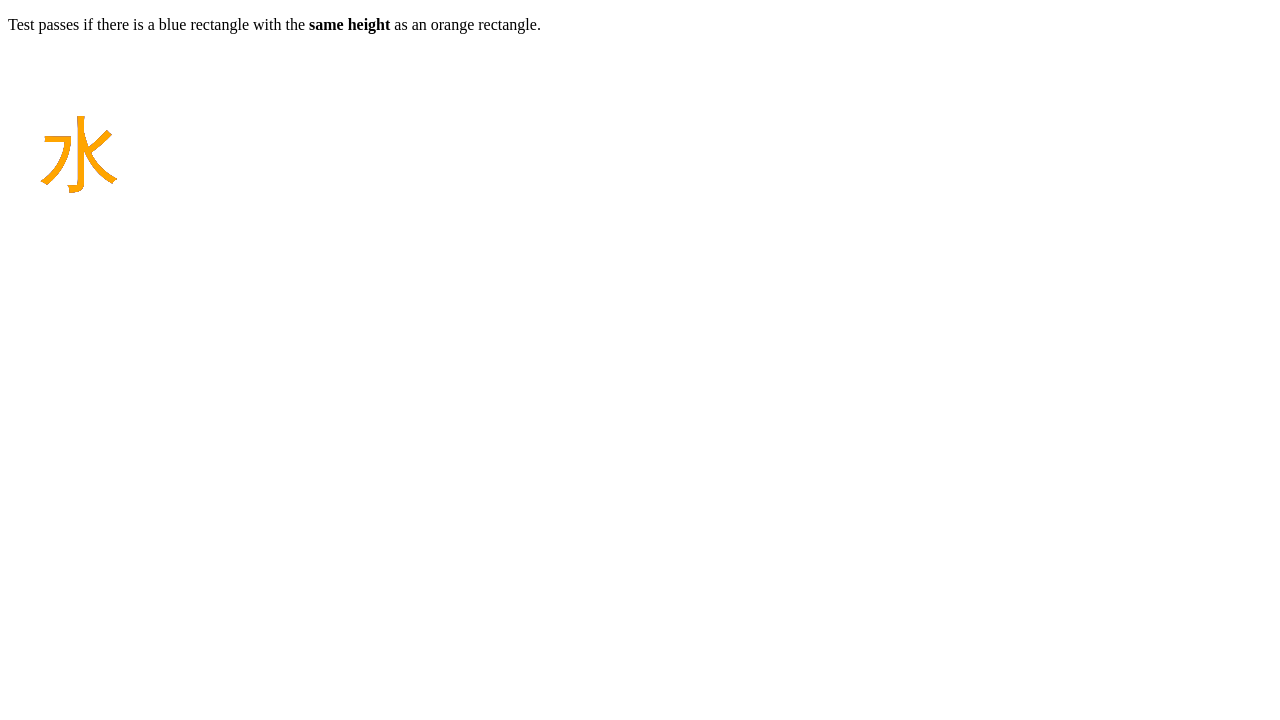 Test passes if there is a blue rectangle with the same height as an orange rectangle.
水